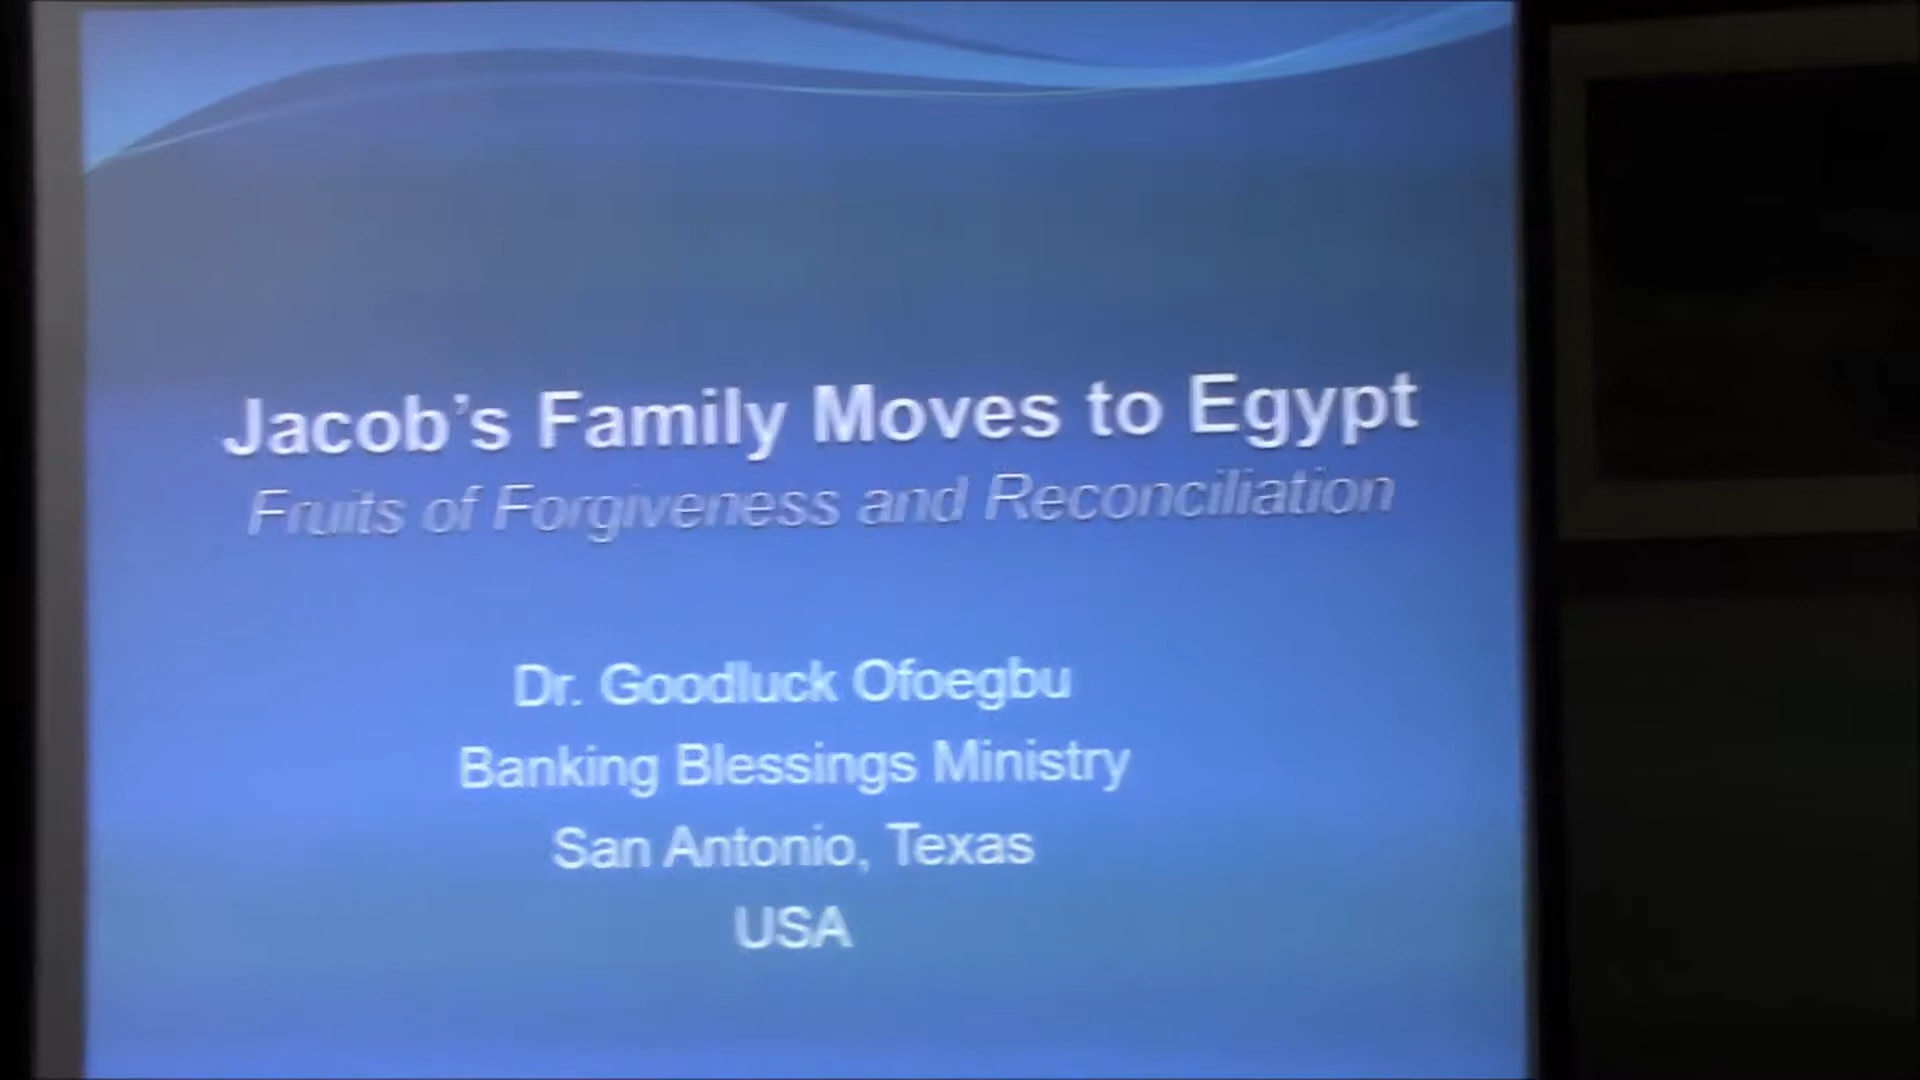 Jacob’s Family Moves to Egypt
Fruits of Forgiveness and Reconciliation
Dr. Goodluck Ofoegbu
Banking Blessings Ministry
San Antonio, Texas
USA